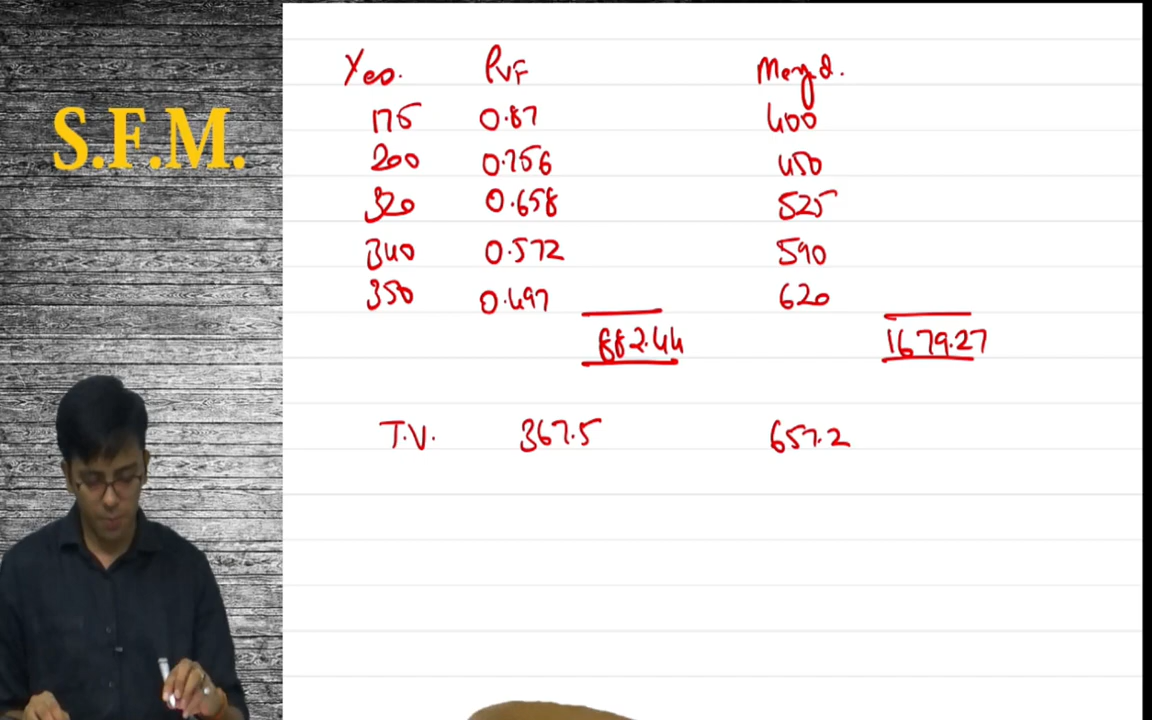 S.F.M.
Yes. PVF Merged.
175 0.87 400
200 0.756 450
320 0.658 525
340 0.572 590
350 0.497 620
882.44 1679.27
T.V. 367.5 657.2